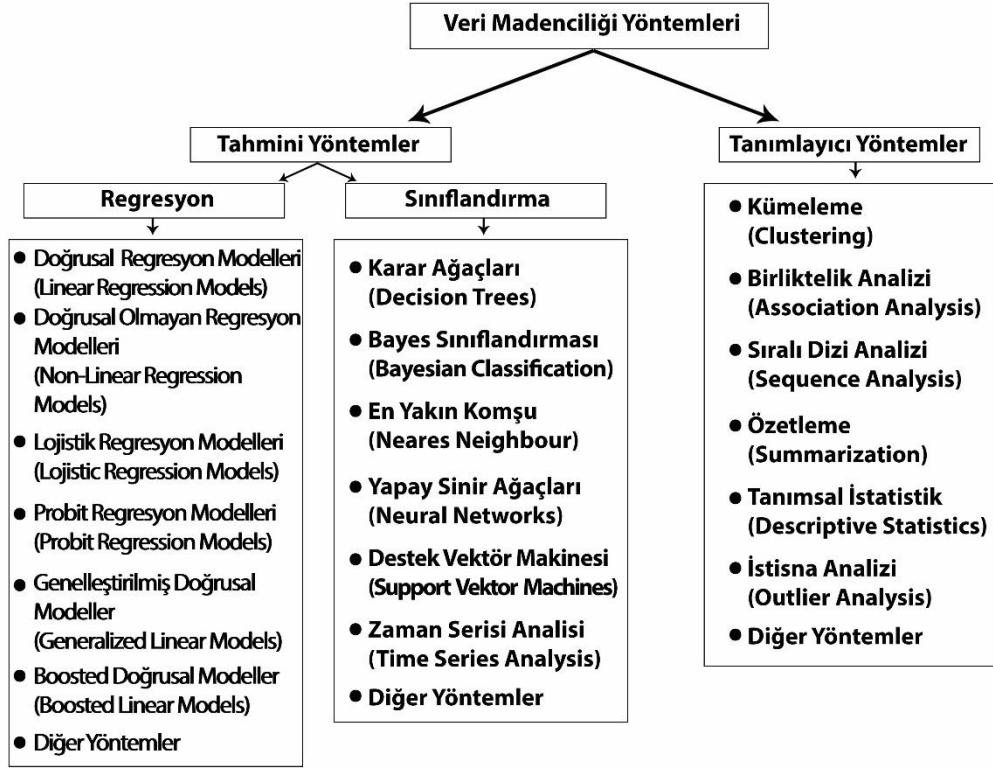 Veri Madenciliği Yöntemleri
Tahmini Yöntemler
Tanımlayıcı Yöntemler
Regresyon
Sınıflandırma
• Doğrusal Regresyon Modelleri
(Linear Regression Models)
• Doğrusal Olmayan Regresyon
Modelleri
(Non-Linear Regression
Models)
• Lojistik Regresyon Modelleri
(Lojistic Regression Models)
• Probit Regresyon Modelleri
(Probit Regression Models)
• Genelleştirilmiş Doğrusal
Modeller
(Generalized Linear Models)
• Boosted Doğrusal Modeller
(Boosted Linear Models)
• Diğer Yöntemler
• Karar Ağaçları
(Decision Trees)
• Bayes Sınıflandırması
(Bayesian Classification)
• En Yakın Komşu
(Neares Neighbour)
• Yapay Sinir Ağaçları
(Neural Networks)
• Destek Vektör Makinesi
(Support Vektor Machines)
• Zaman Serisi Analisi
(Time Series Analysis)
• Diğer Yöntemler
• Kümeleme
(Clustering)
• Birliktelik Analizi
(Association Analysis)
• Sıralı Dizi Analizi
(Sequence Analysis)
• Özetleme
(Summarization)
• Tanımsal İstatistik
(Descriptive Statistics)
• İstisna Analizi
(Outlier Analysis)
• Diğer Yöntemler